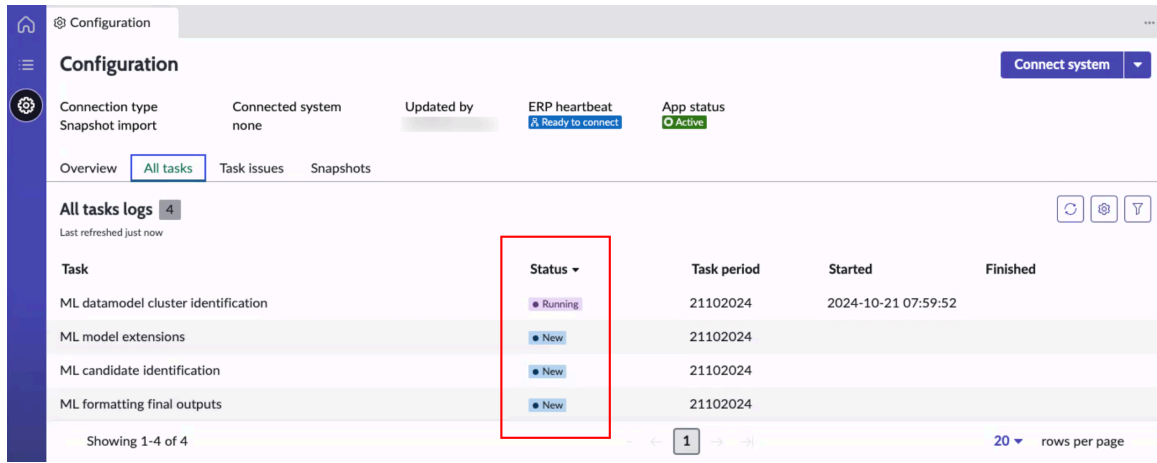 Configuration
Configuration
Connect system
Connection type Connected system Updated by ERP heartbeat App status
Snapshot import none Ready to connect Active
Overview All tasks Task issues Snapshots
All tasks logs 4
Last refreshed just now
Task Status Task period Started Finished
ML datamodel cluster identification Running 21102024 2024-10-21 07:59:52
ML model extensions New 21102024
ML candidate identification New 21102024
ML formatting final outputs New 21102024
Showing 1-4 of 4 1 20 rows per page